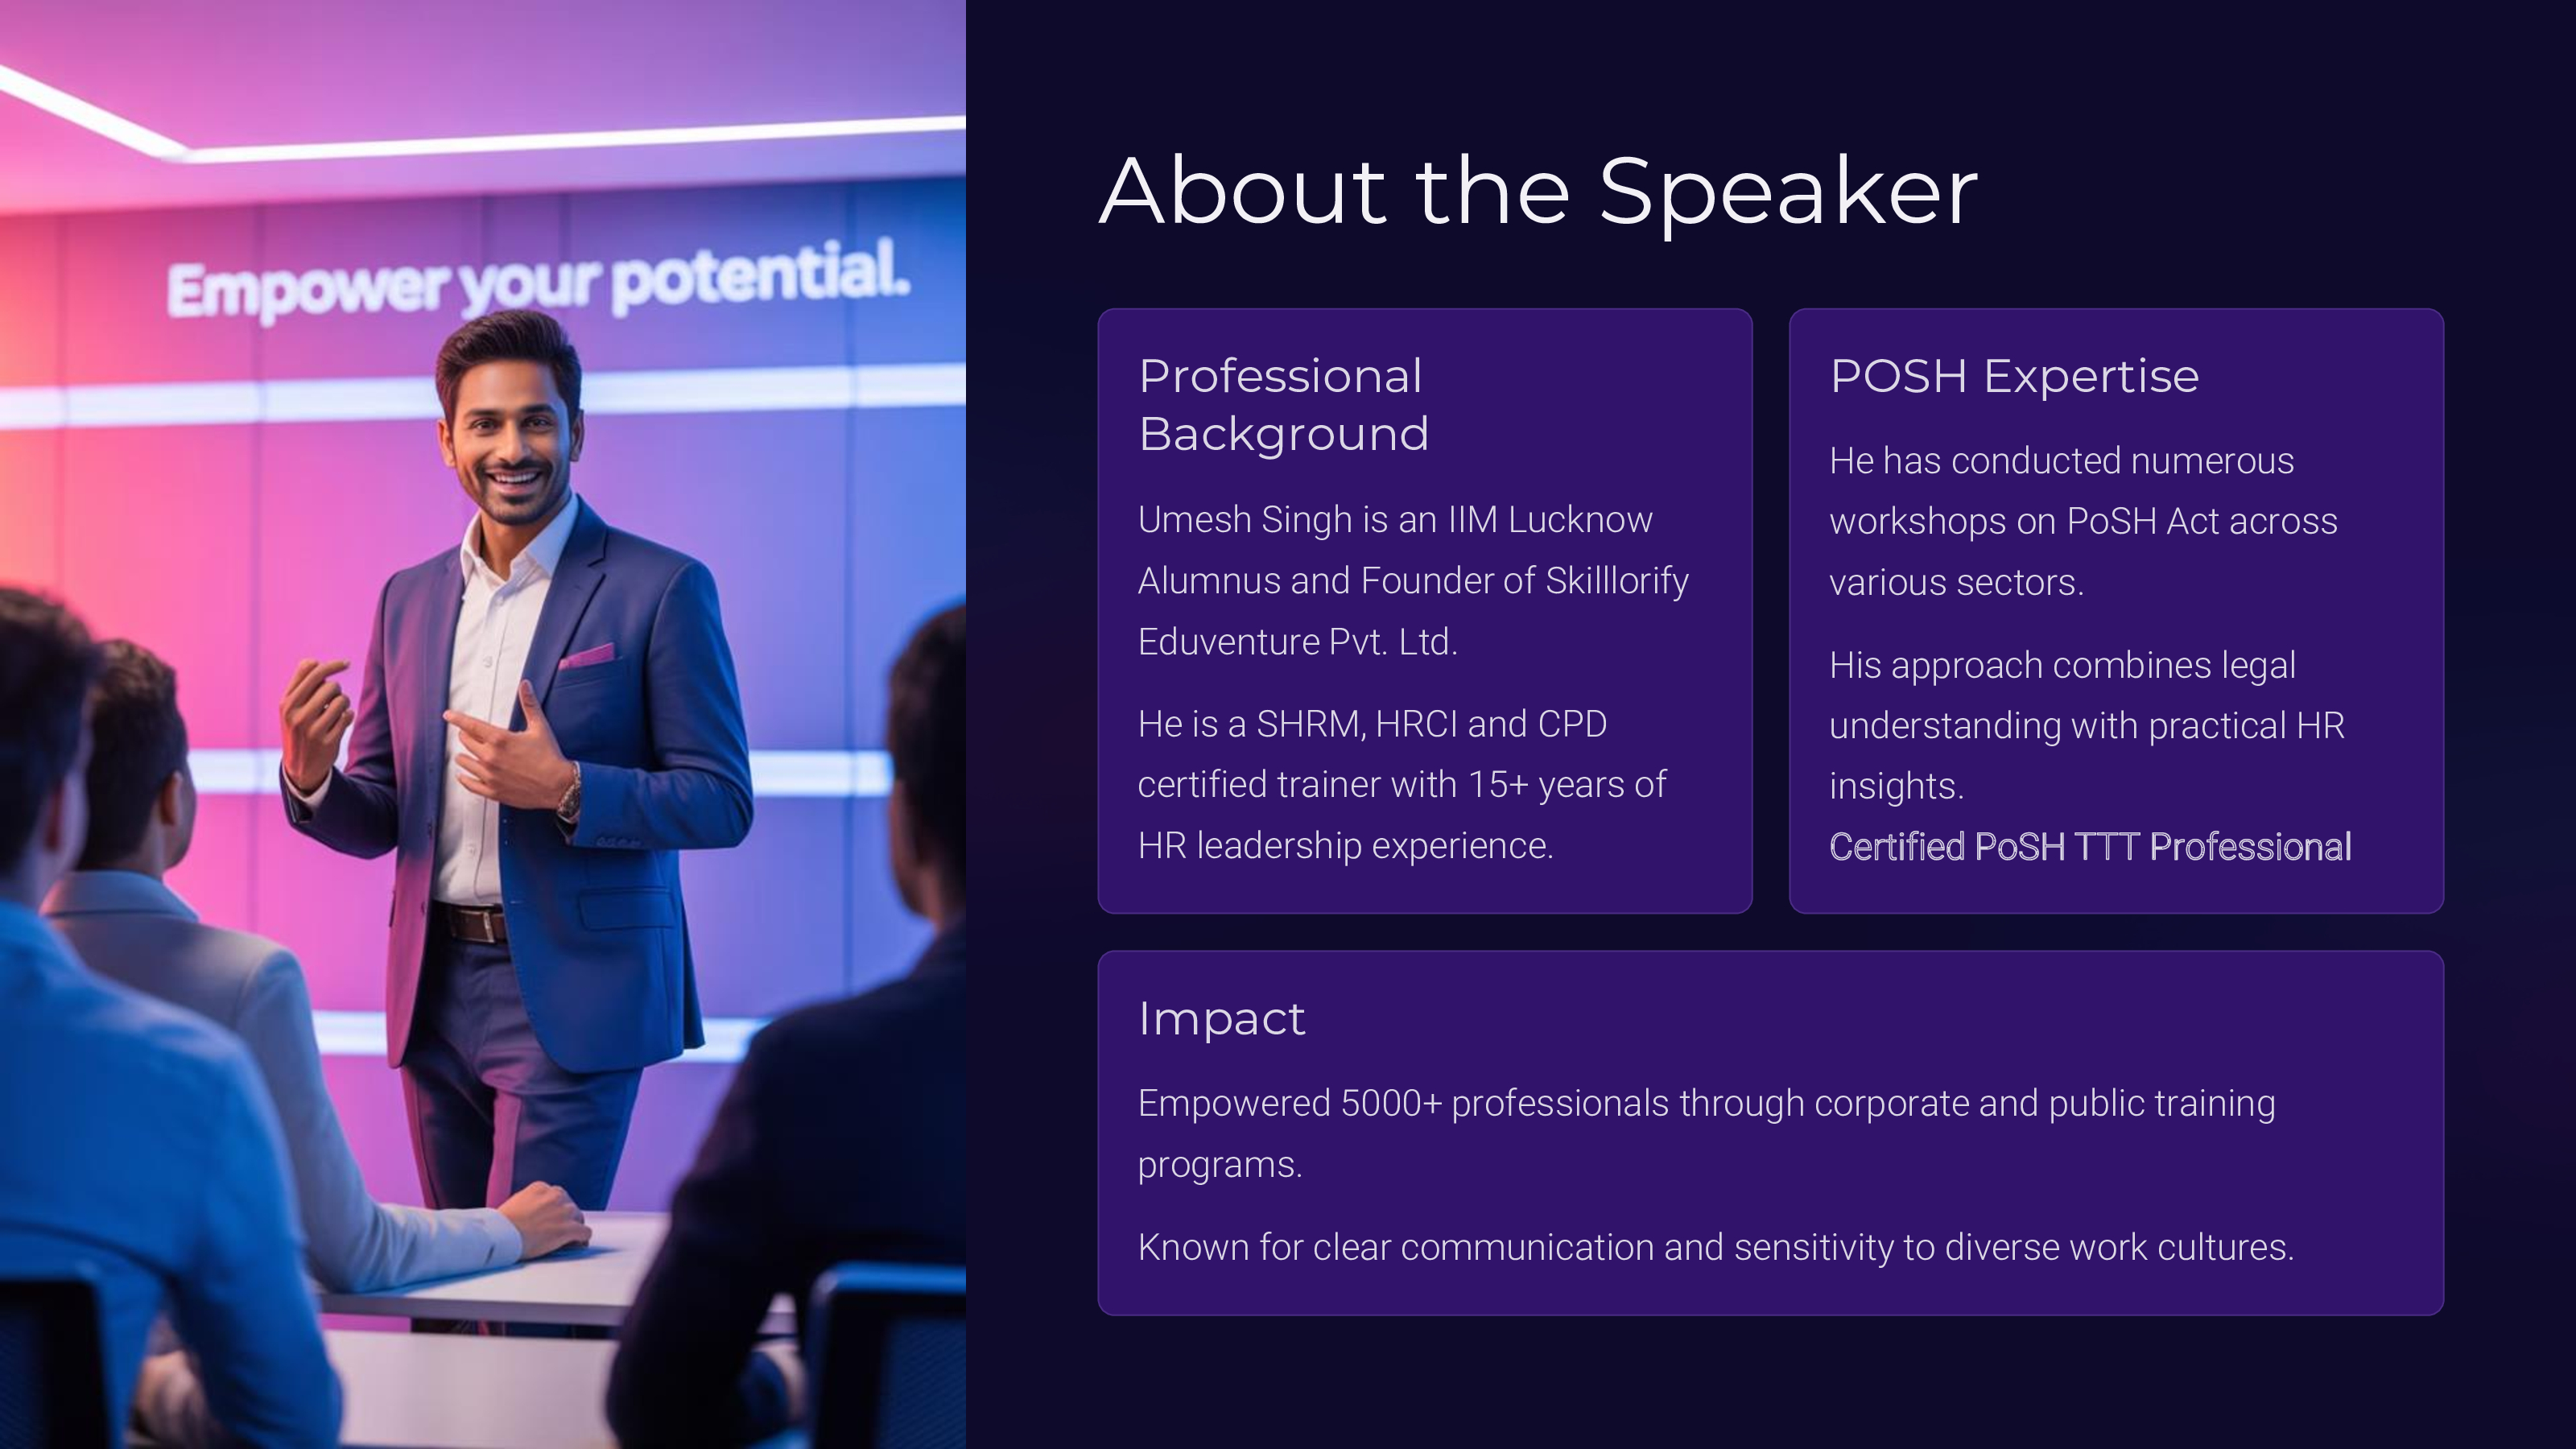 Empower your potential.
About the Speaker
Professional
Background
Umesh Singh is an IIM Lucknow
Alumnus and Founder of Skilllorify
Eduventure Pvt. Ltd.
He is a SHRM, HRCI and CPD
certified trainer with 15+ years of
HR leadership experience.
POSH Expertise
He has conducted numerous
workshops on PoSH Act across
various sectors.
His approach combines legal
understanding with practical HR
insights.
Certified PoSH TTT Professional
Impact
Empowered 5000+ professionals through corporate and public training
programs.
Known for clear communication and sensitivity to diverse work cultures.